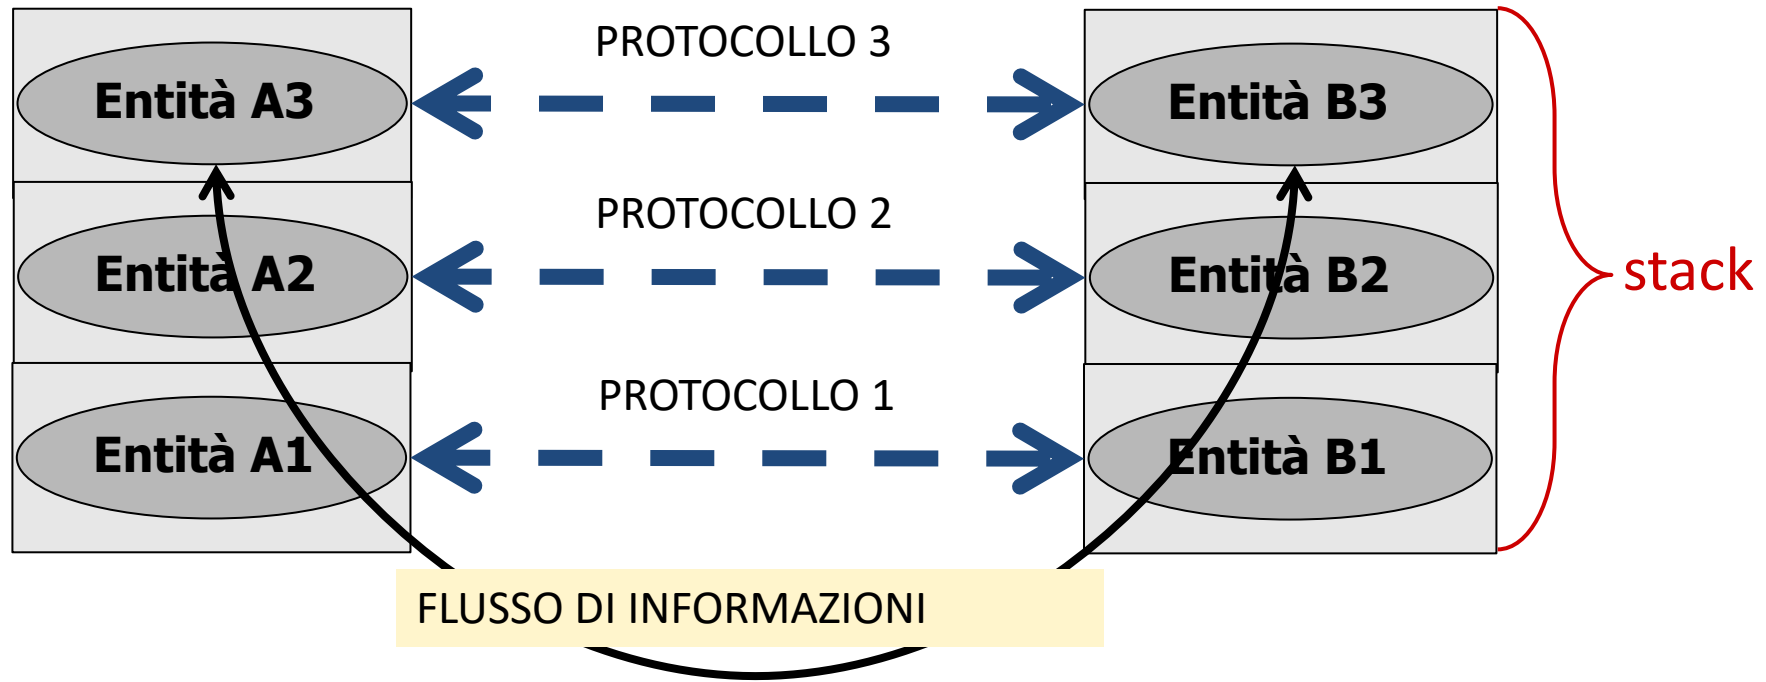 PROTOCOLLO 3
Entità A3
Entità B3
PROTOCOLLO 2
Entità A2
Entità B2
stack
PROTOCOLLO 1
Entità A1
Entità B1
FLUSSO DI INFORMAZIONI